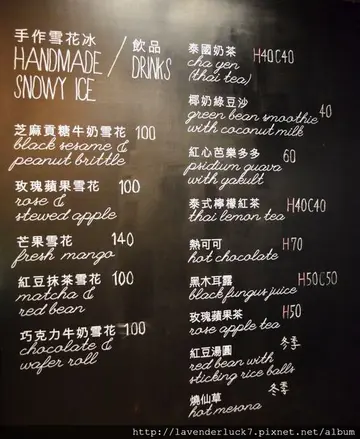 手作雪花冰
HANDMADE
SNOWY ICE
/
飲品
DRINKS
芝麻貢糖牛奶雪花 100
black sesame &
peanut brittle
玫瑰蘋果雪花 100
rose &
stewed apple
芒果雪花 140
fresh mango
紅豆抹茶雪花 100
matcha &
red bean
巧克力牛奶雪花 100
chocolate &
wafer roll
泰國奶茶 H40C40
cha yen
(thai tea)
椰奶綠豆沙 40
green bean smoothie
with coconut milk
紅心芭樂多多 60
psidium guava
with yakult
泰式檸檬紅茶 H40C40
thai lemon tea
熱可可 H70
hot chocolate
黑木耳露 H50C50
black fungus juice
玫瑰蘋果茶 H50
rose apple tea
紅豆湯圓 冬季
red bean with
sticking rice balls
燒仙草 冬季
hot mesona
http://lavenderluck7.pixnet.net/album